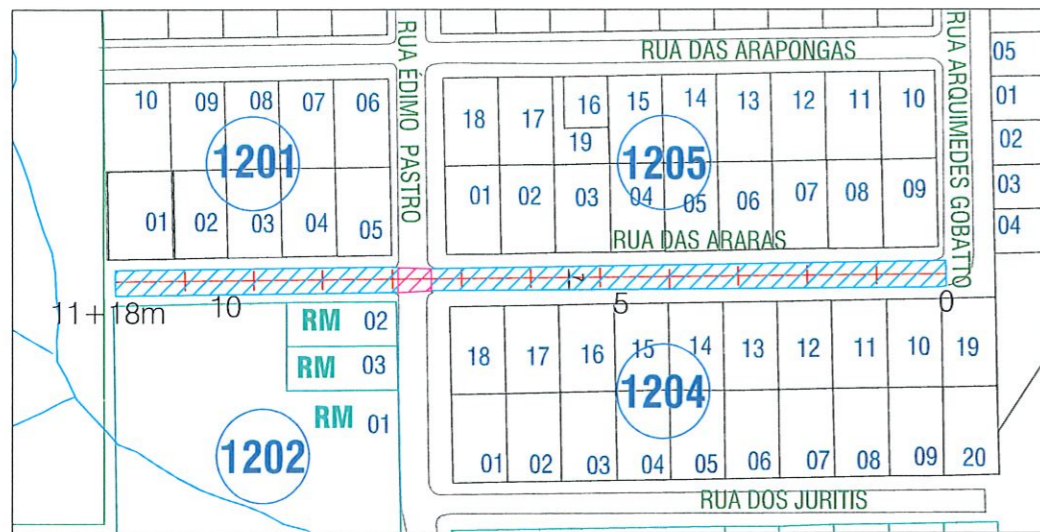 RUA DAS ARAPONGAS
RUA ÉDIMO PASTRO
RUA ARQUIMEDES GOBATTO
05
01
02
03
04
10 09 08 07 06
1201
01 02 03 04 05
18 17 16 15 14 13 12 11 10
19
1205
01 02 03 04 05 06 07 08 09
RUA DAS ARARAS
7
11+18m 10 5 0
RM 02
RM 03
RM 01
1202
18 17 16 15 14 13 12 11 10 19
1204
01 02 03 04 05 06 07 08 09 20
RUA DOS JURITIS